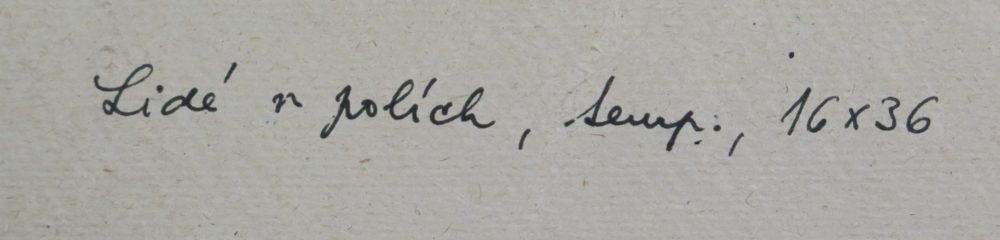 Lidé v polích, temp., 16x36